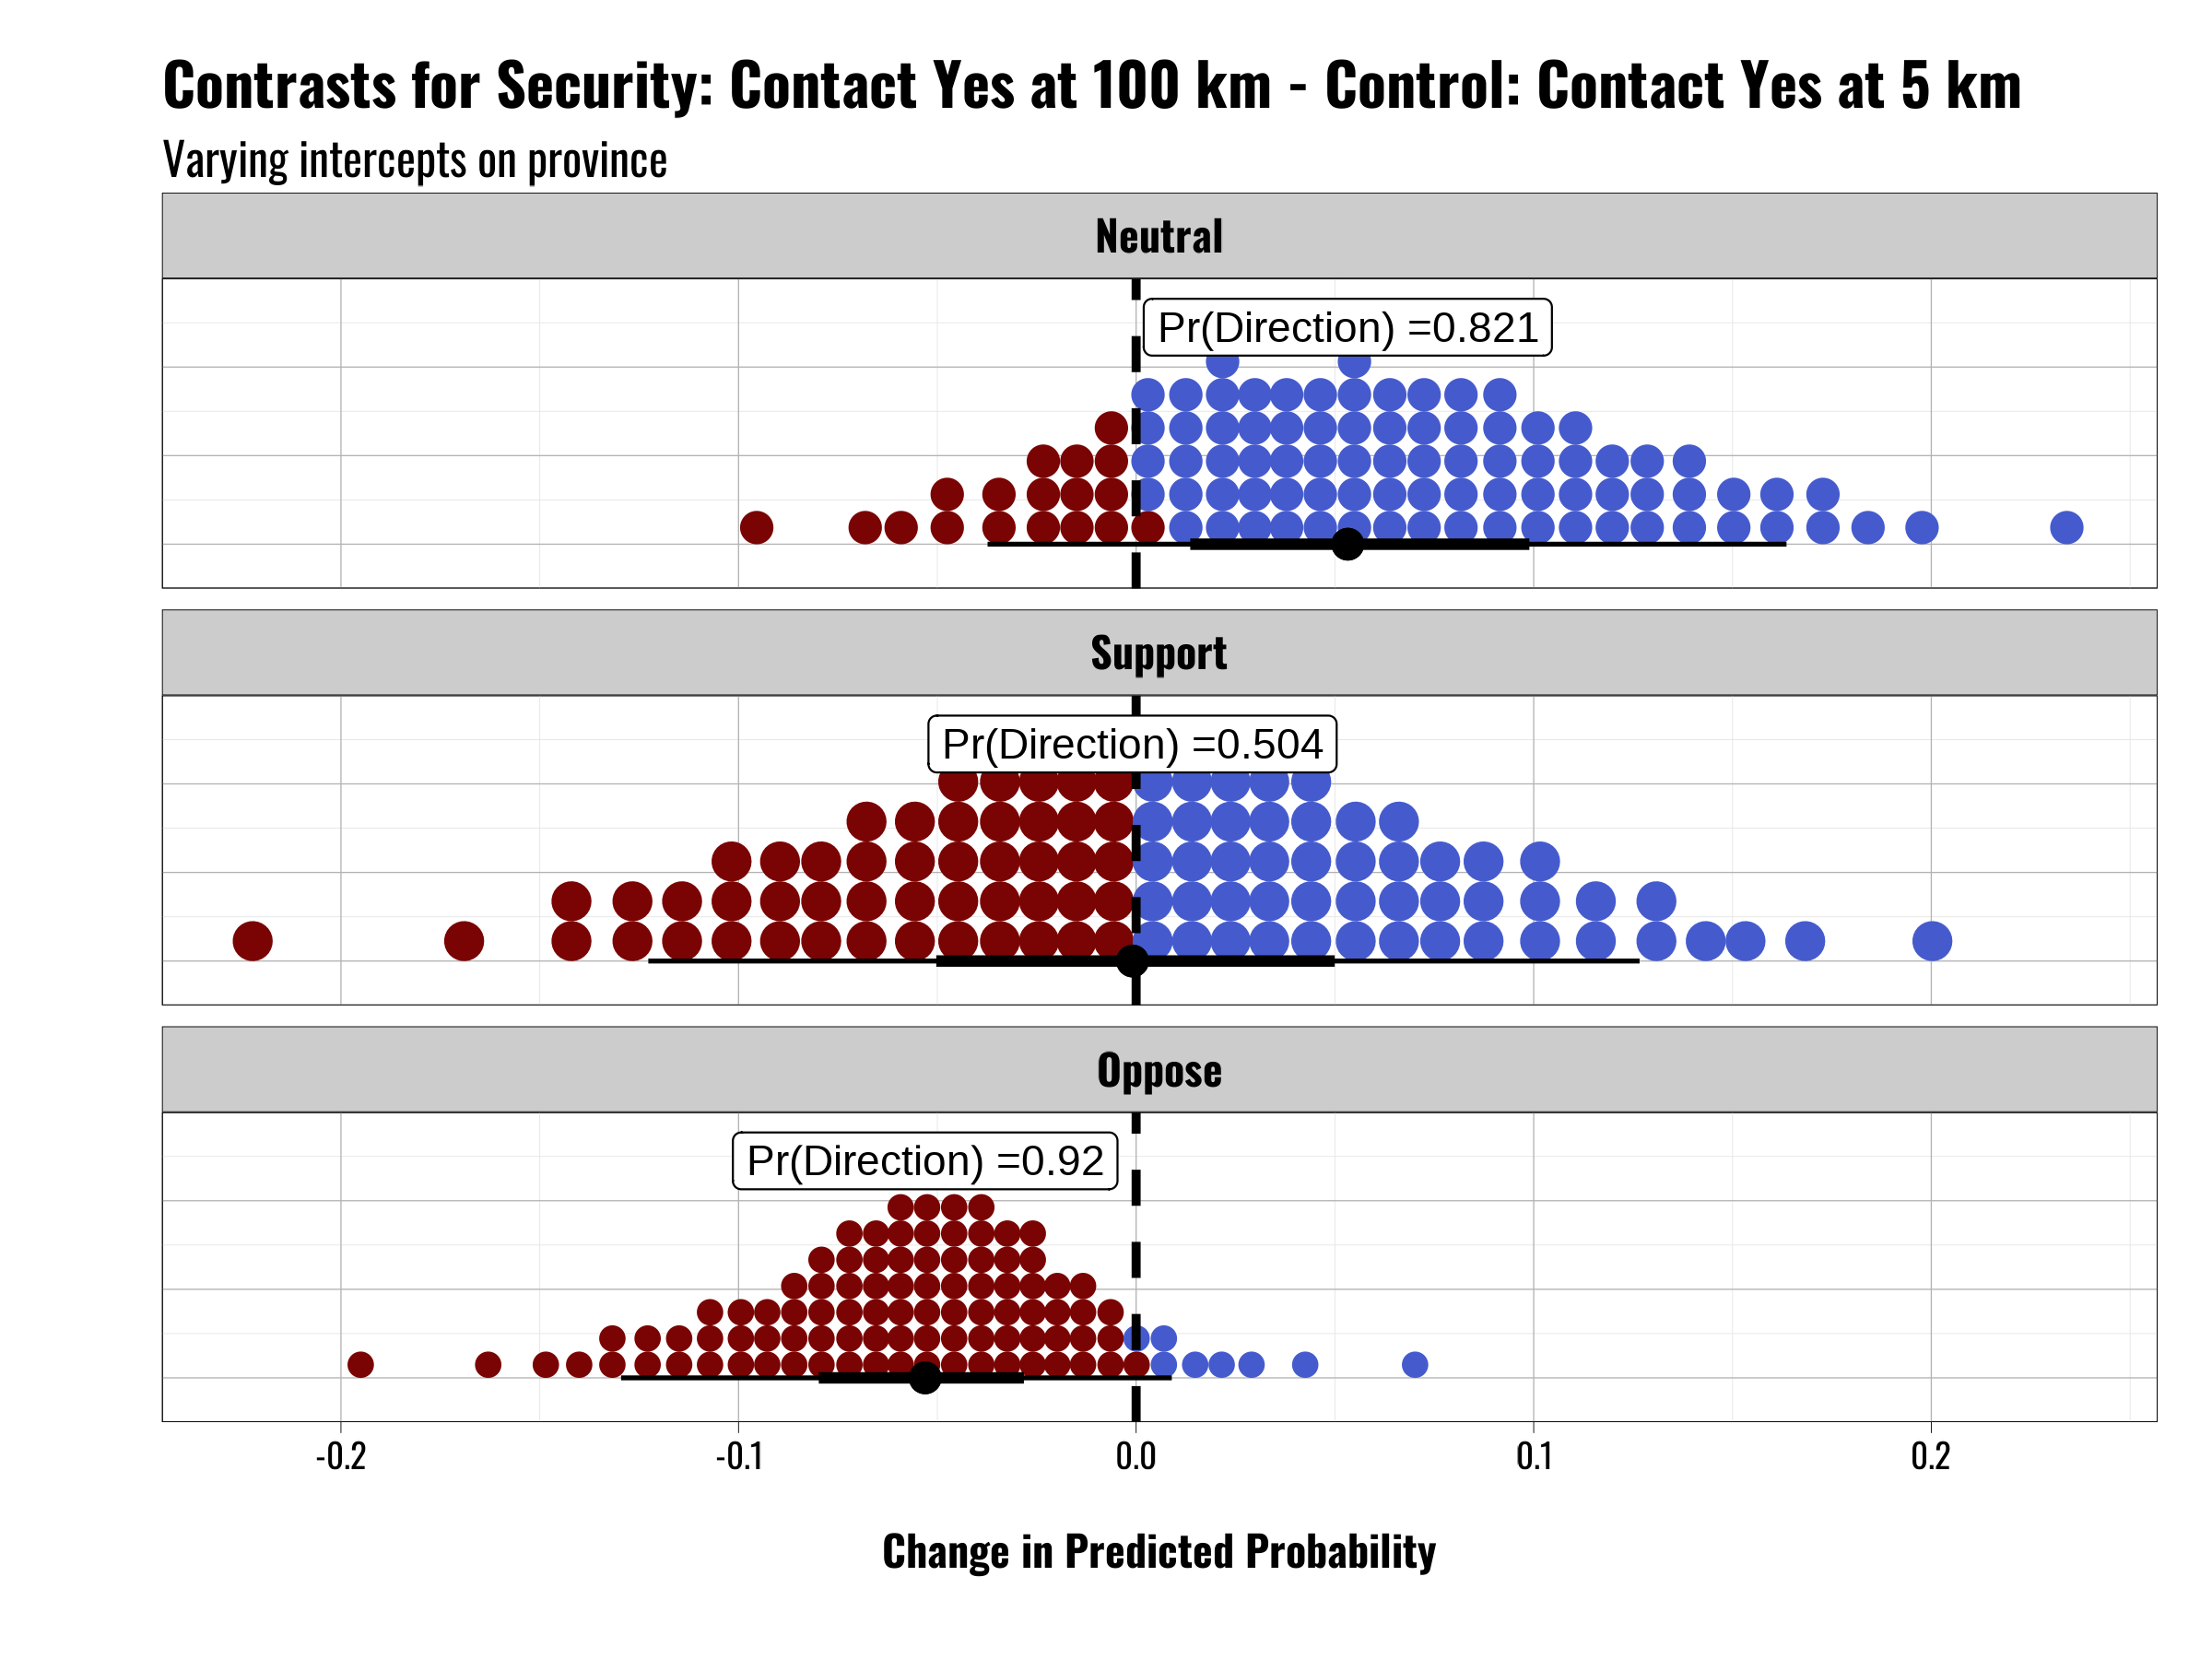 Contrasts for Security: Contact Yes at 100 km - Control: Contact Yes at 5 km
Varying intercepts on province
Neutral
Pr(Direction) =0.821
Support
Pr(Direction) =0.504
Oppose
Pr(Direction) =0.92
-0.2 -0.1 0.0 0.1 0.2
Change in Predicted Probability